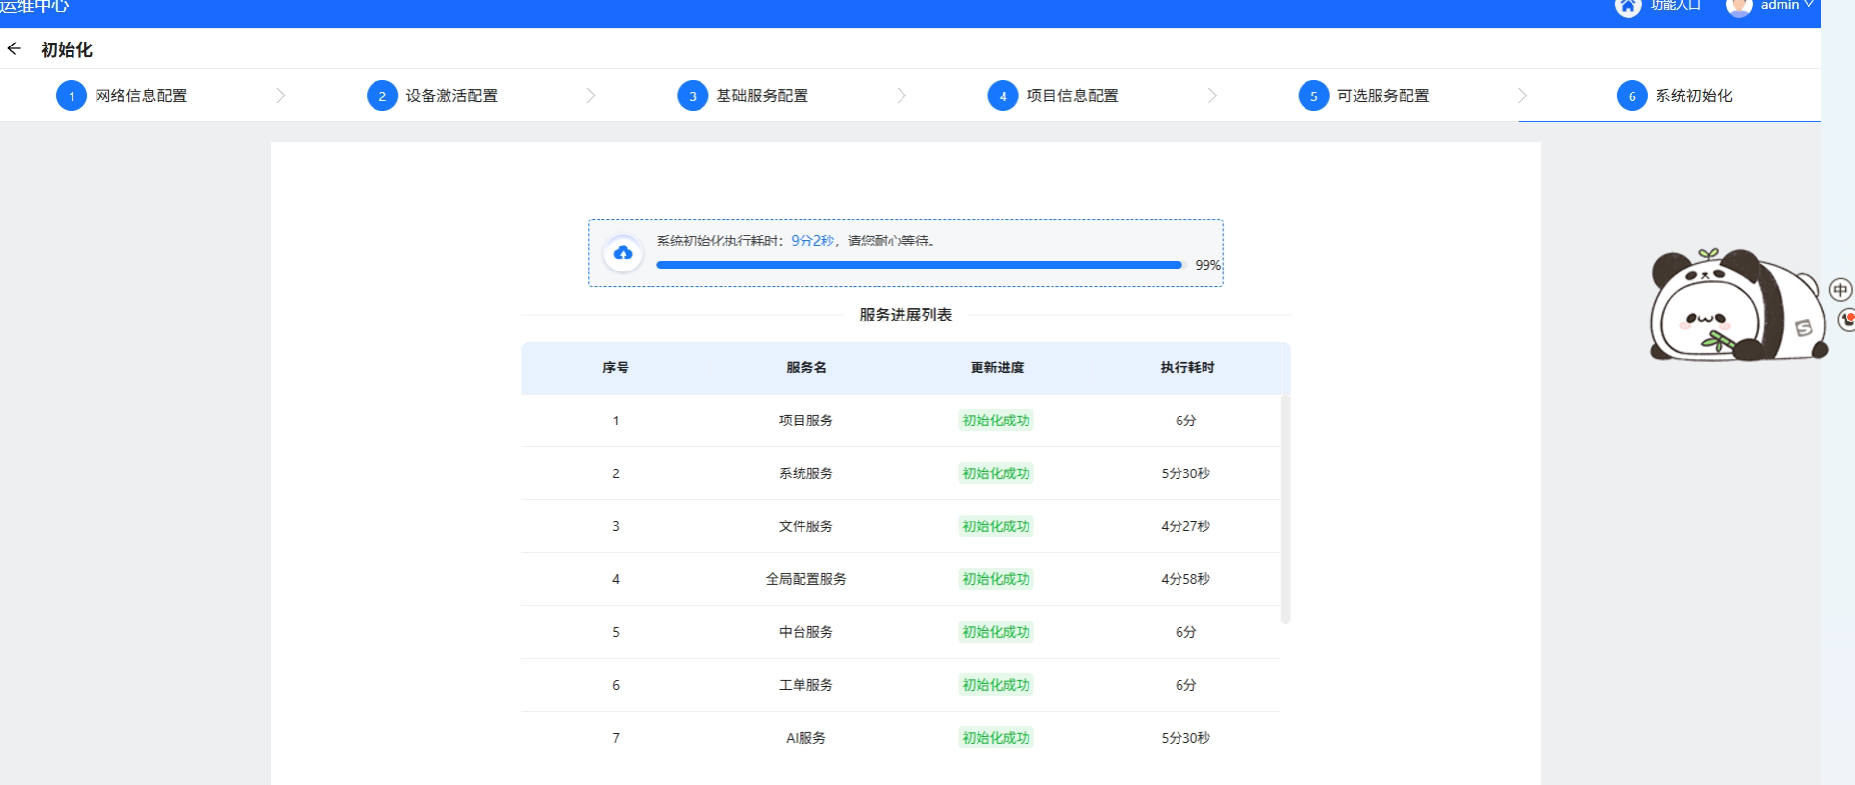 运维中心
功能入口
admin
初始化
1 网络信息配置
2 设备激活配置
3 基础服务配置
4 项目信息配置
5 可选服务配置
6 系统初始化
系统初始化执行耗时：9分2秒，请您耐心等待。
99%
服务进展列表
序号 服务名 更新进度 执行耗时
1 项目服务 初始化成功 6分
2 系统服务 初始化成功 5分30秒
3 文件服务 初始化成功 4分27秒
4 全局配置服务 初始化成功 4分58秒
5 中台服务 初始化成功 6分
6 工单服务 初始化成功 6分
7 AI服务 初始化成功 5分30秒
中
S